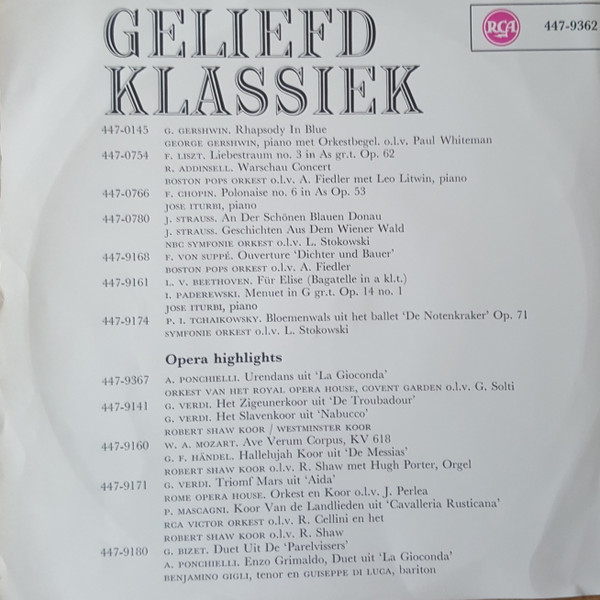 GELIEFD
KLASSIEK
RCA 447-9362
447-0145 G. GERSHWIN. Rhapsody In Blue
GEORGE GERSHWIN, piano met Orkestbegel. o.l.v. Paul Whiteman
447-0754 F. LISZT. Liebestraum no. 3 in As gr.t. Op. 62
R. ADDINSELL. Warschau Concert
BOSTON POPS ORKEST o.l.v. A. Fiedler met Leo Litwin, piano
447-0766 F. CHOPIN. Polonaise no. 6 in As Op. 53
JOSE ITURBI, piano
447-0780 J. STRAUSS. An Der Schönen Blauen Donau
J. STRAUSS. Geschichten Aus Dem Wiener Wald
NBC SYMFONIE ORKEST o.l.v. L. Stokowski
447-9168 F. VON SUPPÉ. Ouverture 'Dichter und Bauer'
BOSTON POPS ORKEST o.l.v. A. Fiedler
447-9161 L. V. BEETHOVEN. Für Elise (Bagatelle in a kl.t.)
I. PADEREWSKI. Menuet in G gr.t. Op. 14 no. 1
JOSE ITURBI, piano
447-9174 P. I. TCHAIKOWSKY. Bloemenwals uit het ballet 'De Notenkraker' Op. 71
SYMFONIE ORKEST o.l.v. L. Stokowski
Opera highlights
447-9367 A. PONCHIELLI. Urendans uit 'La Gioconda'
ORKEST VAN HET ROYAL OPERA HOUSE, COVENT GARDEN o.l.v. G. Solti
447-9141 G. VERDI. Het Zigeunerkoor uit 'De Troubadour'
G. VERDI. Het Slavenkoor uit 'Nabucco'
ROBERT SHAW KOOR / WESTMINSTER KOOR
447-9160 W. A. MOZART. Ave Verum Corpus, KV 618
G. F. HÄNDEL. Hallelujah Koor uit 'De Messias'
ROBERT SHAW KOOR o.l.v. R. Shaw met Hugh Porter, Orgel
447-9171 G. VERDI. Triomf Mars uit 'Aida'
ROME OPERA HOUSE. Orkest en Koor o.l.v. J. Perlea
P. MASCAGNI. Koor Van de Landlieden uit 'Cavalleria Rusticana'
RCA VICTOR ORKEST o.l.v. R. Cellini en het
ROBERT SHAW KOOR o.l.v. R. Shaw
447-9180 G. BIZET. Duet Uit De 'Parelvissers'
A. PONCHIELLI. Enzo Grimaldo, Duet uit 'La Gioconda'
BENJAMINO GIGLI, tenor en GUISEPPE DI LUCA, bariton